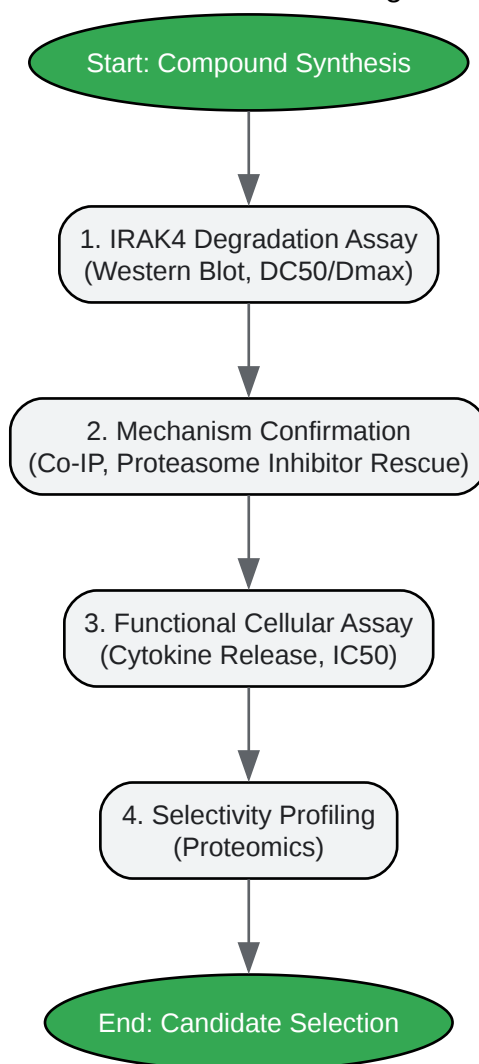 Start: Compound Synthesis
1. IRAK4 Degradation Assay
(Western Blot, DC50/Dmax)
2. Mechanism Confirmation
(Co-IP, Proteasome Inhibitor Rescue)
3. Functional Cellular Assay
(Cytokine Release, IC50)
4. Selectivity Profiling
(Proteomics)
End: Candidate Selection